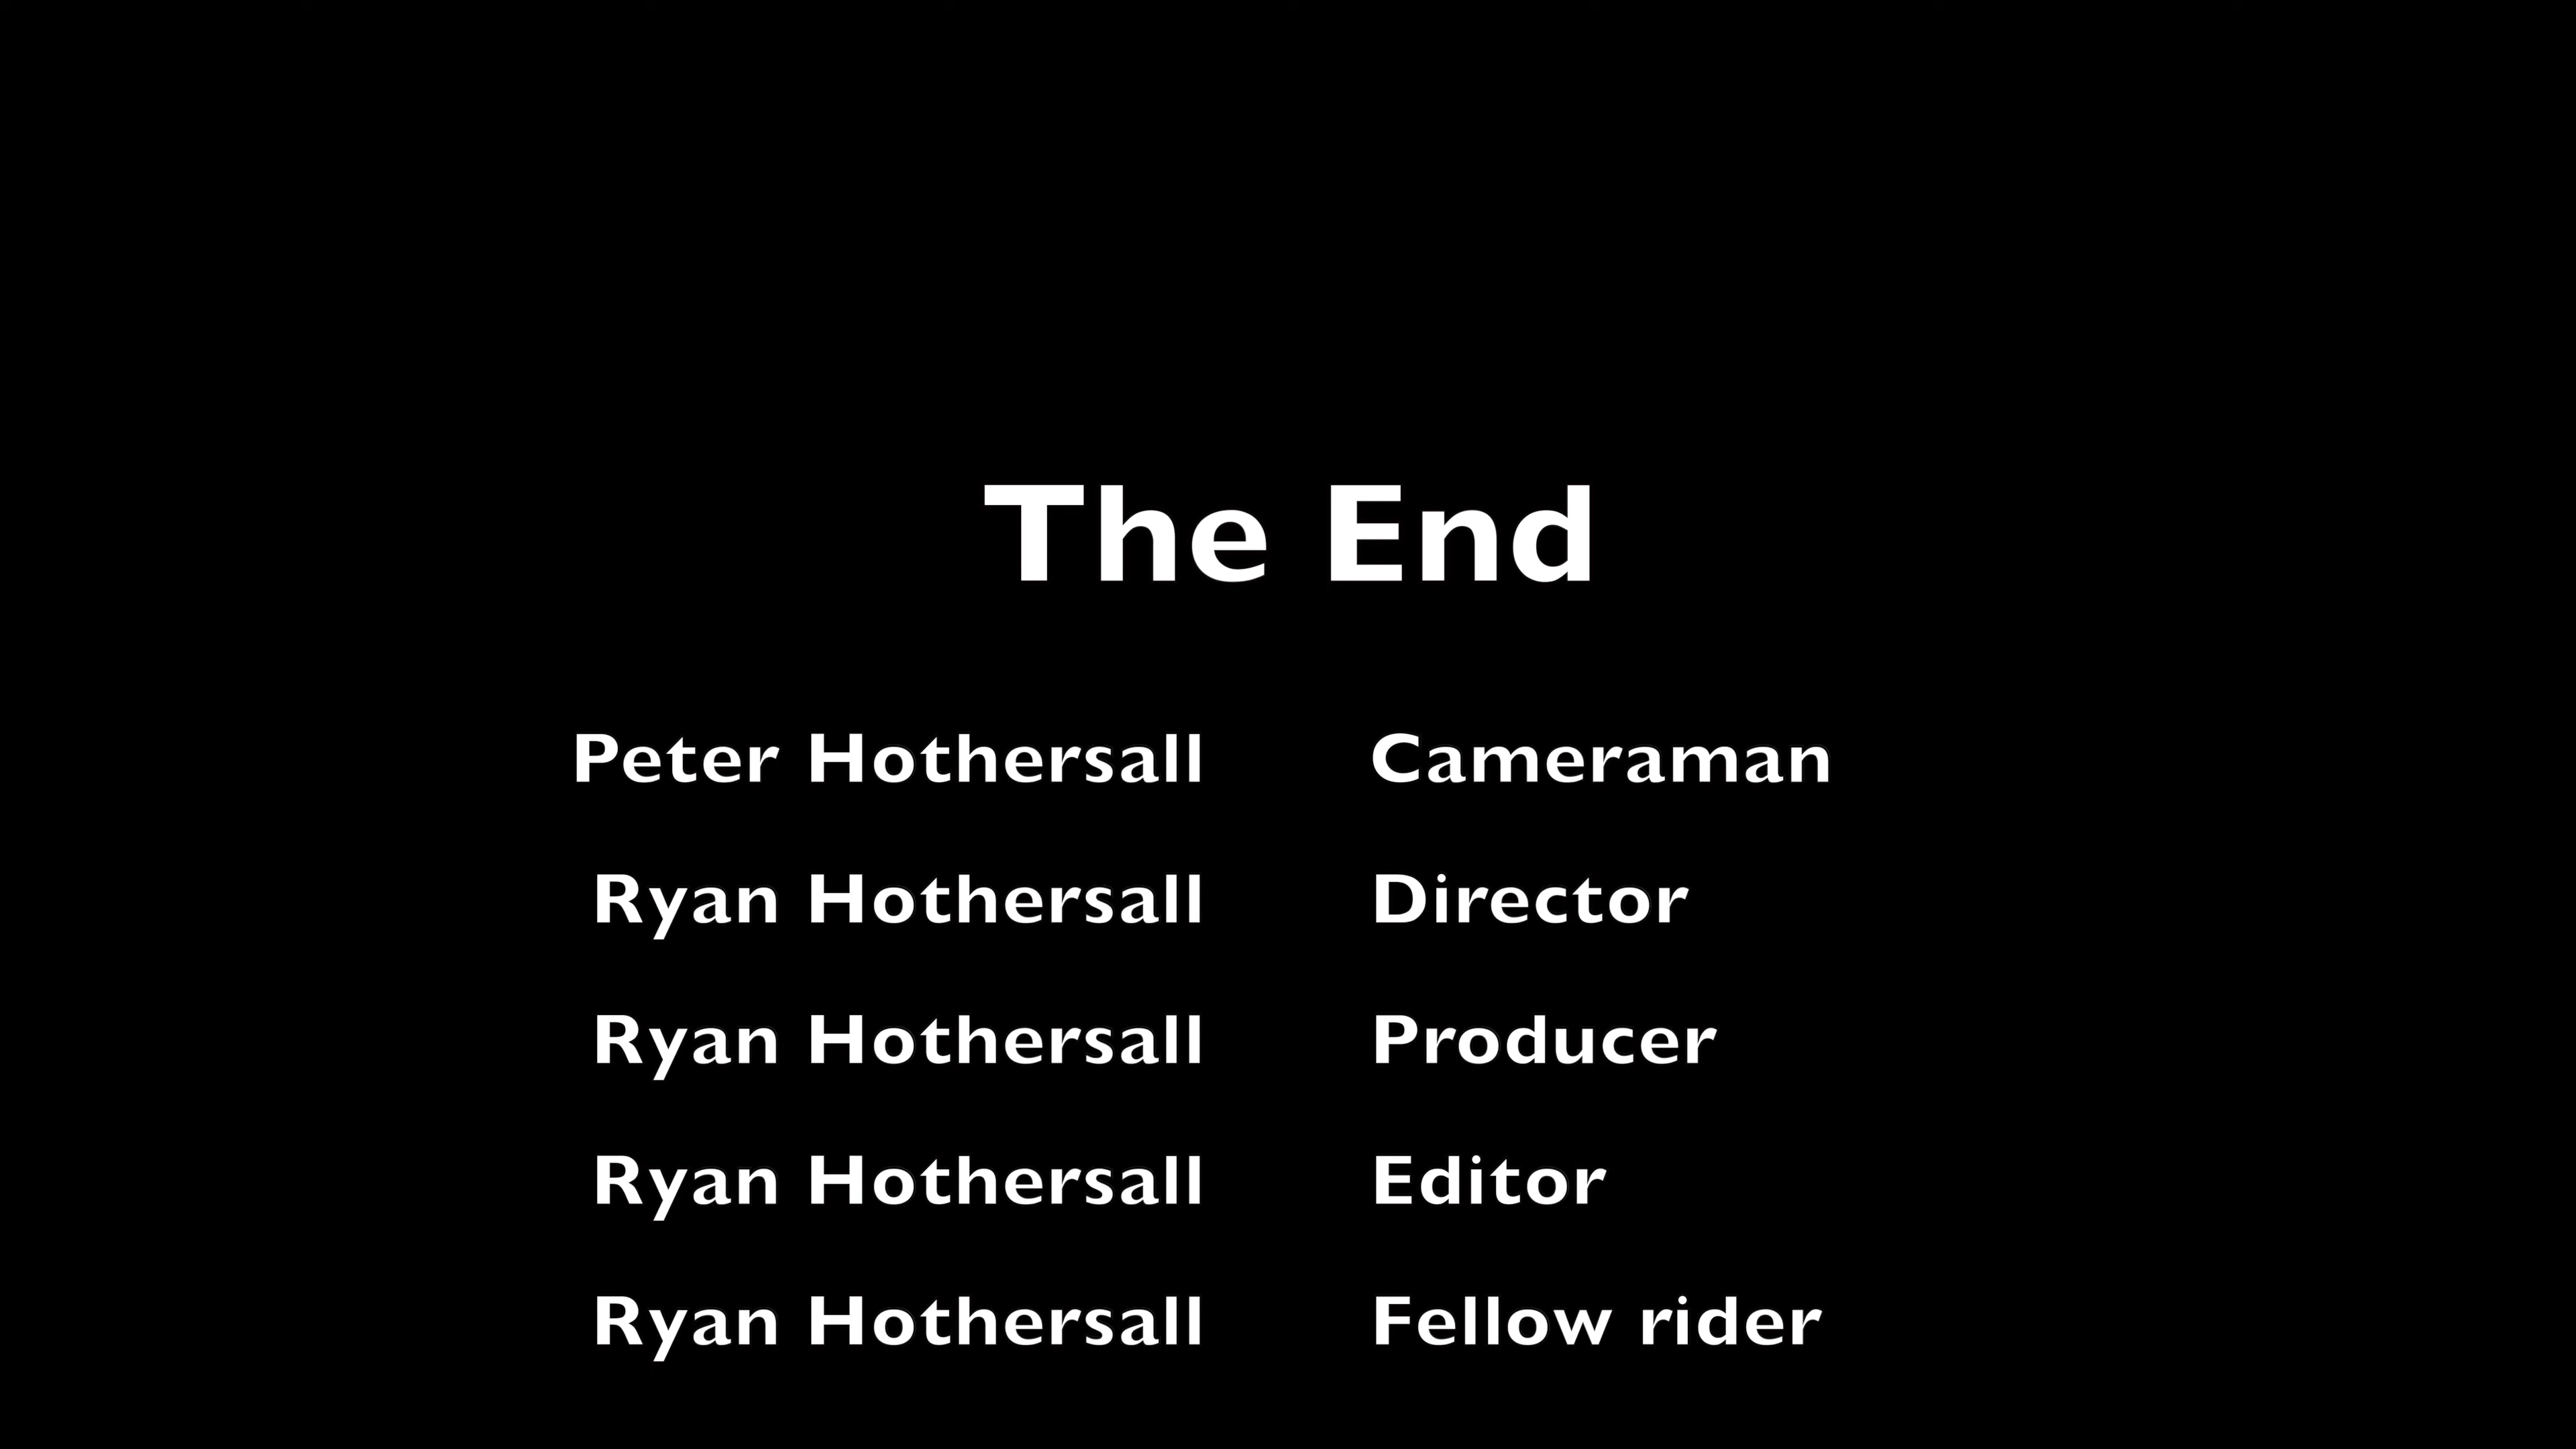 The End
Peter Hothersall Cameraman
Ryan Hothersall Director
Ryan Hothersall Producer
Ryan Hothersall Editor
Ryan Hothersall Fellow rider